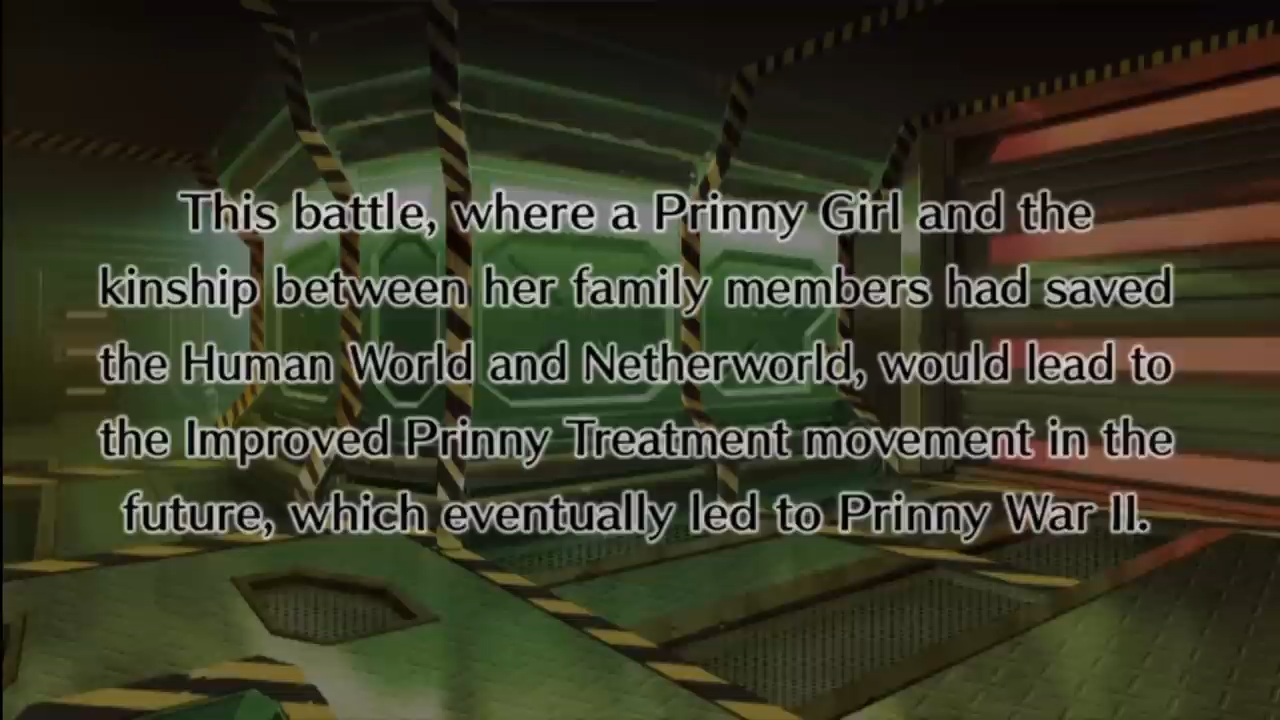 This battle, where a Prinny Girl and the
kinship between her family members had saved
the Human World and Netherworld, would lead to
the Improved Prinny Treatment movement in the
future, which eventually led to Prinny War II.